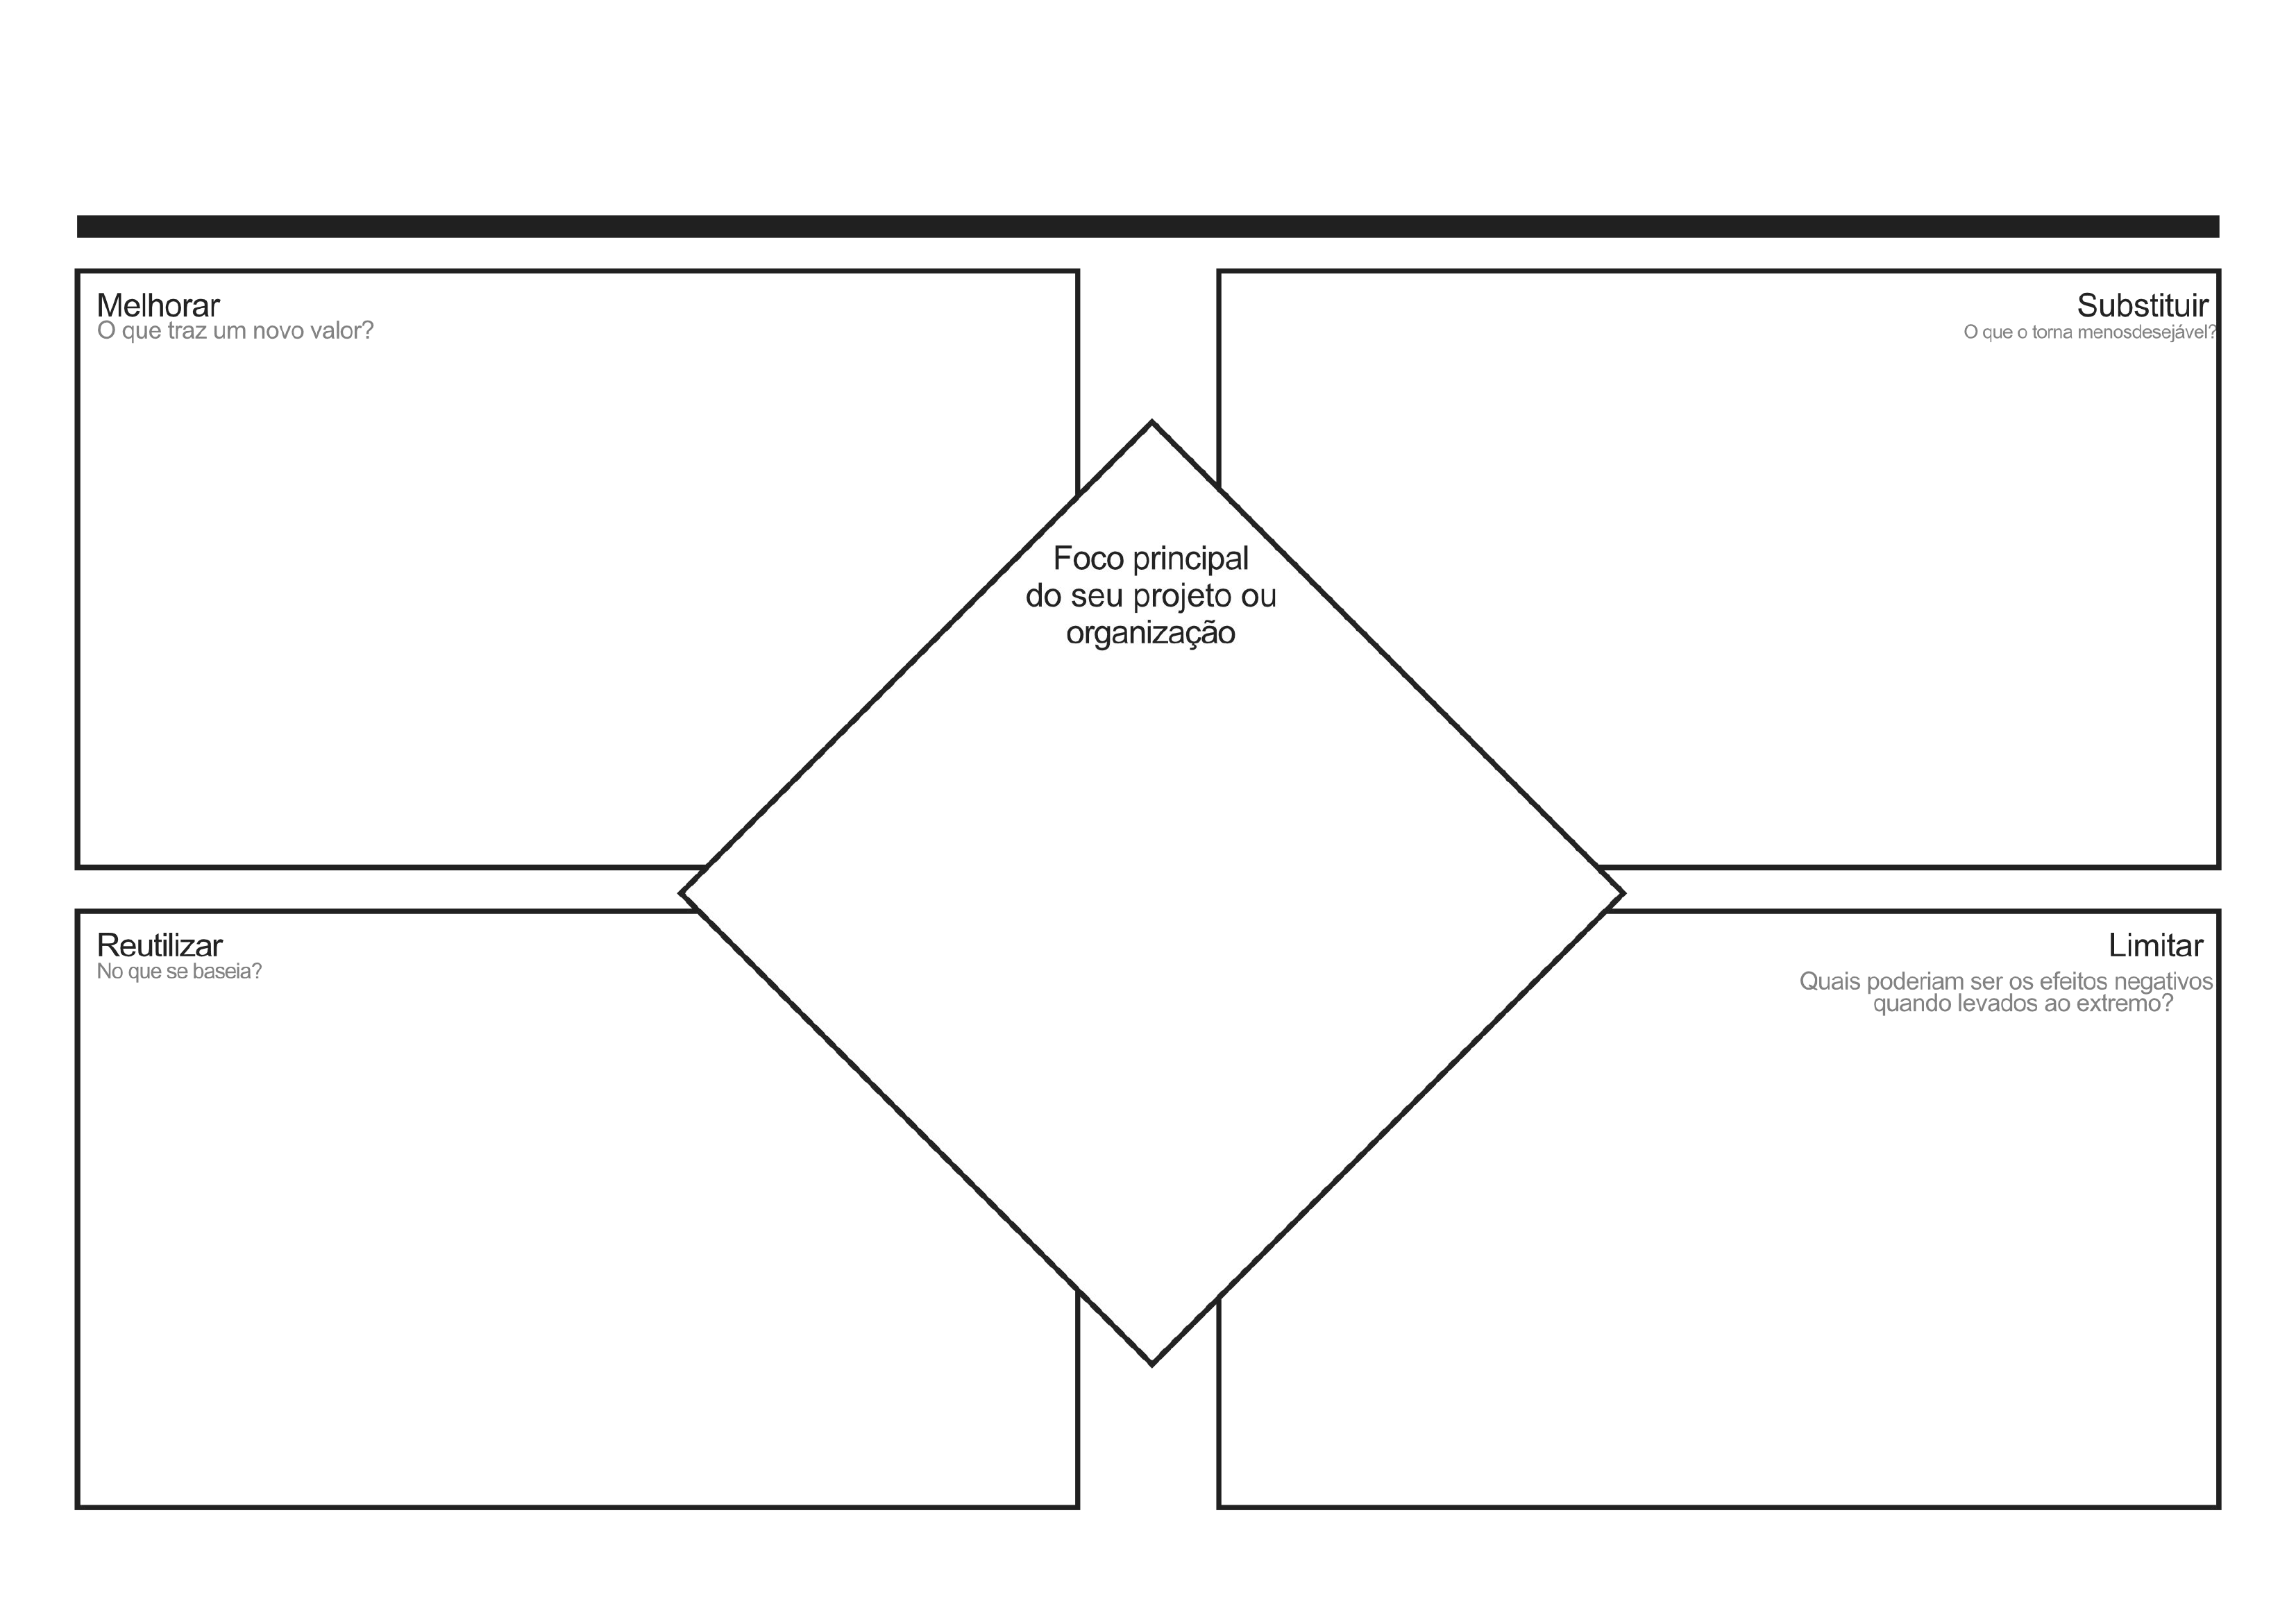 Melhorar
O que traz um novo valor?
Substituir
O que o torna menosdesejável?
Foco principal
do seu projeto ou
organização
Reutilizar
No que se baseia?
Limitar
Quais poderiam ser os efeitos negativos
quando levados ao extremo?